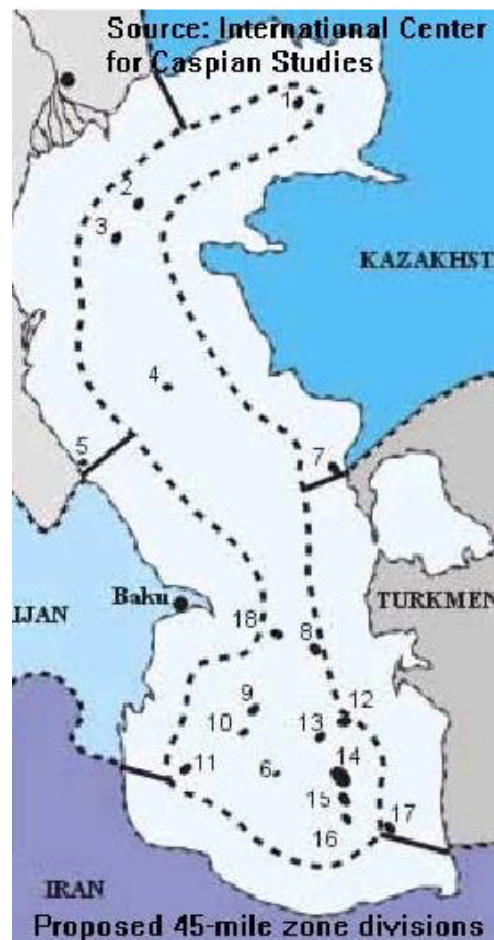 Source: International Center
for Caspian Studies
1
2
3
KAZAKHST
4
5
7
Baku
TURKMEN
IJAN
18
8
9
12
10
13
11
6
14
15
16
17
IRAN
Proposed 45-mile zone divisions